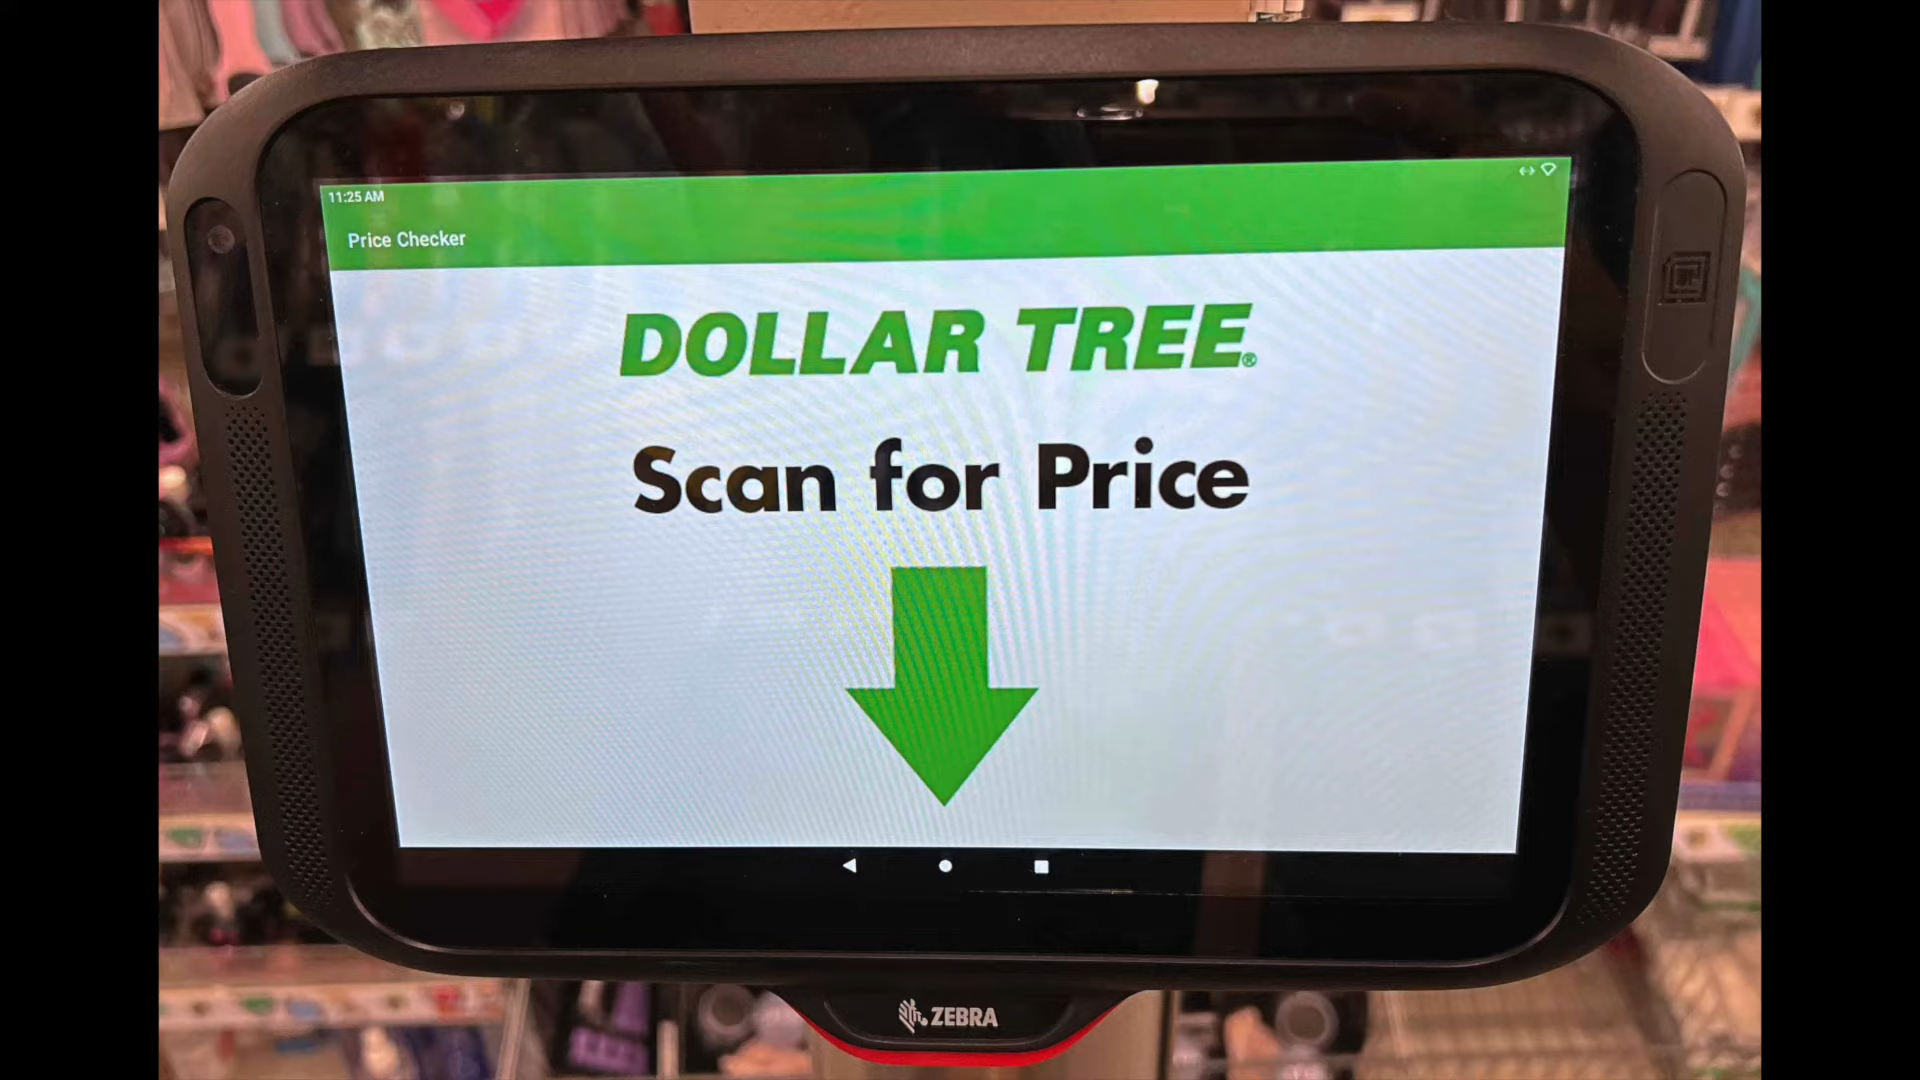 11:25 AM
Price Checker
DOLLAR TREE®
Scan for Price
ZEBRA